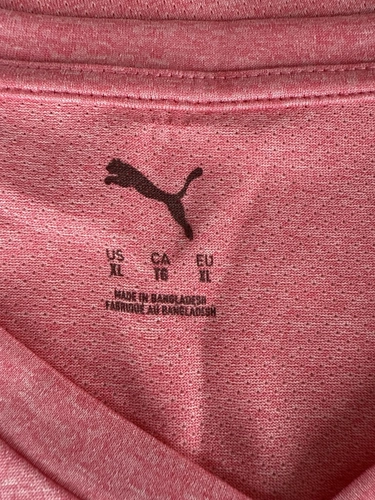 US CA EU
XL TG XL
MADE IN BANGLADESH
FABRIQUÉ AU BANGLADESH